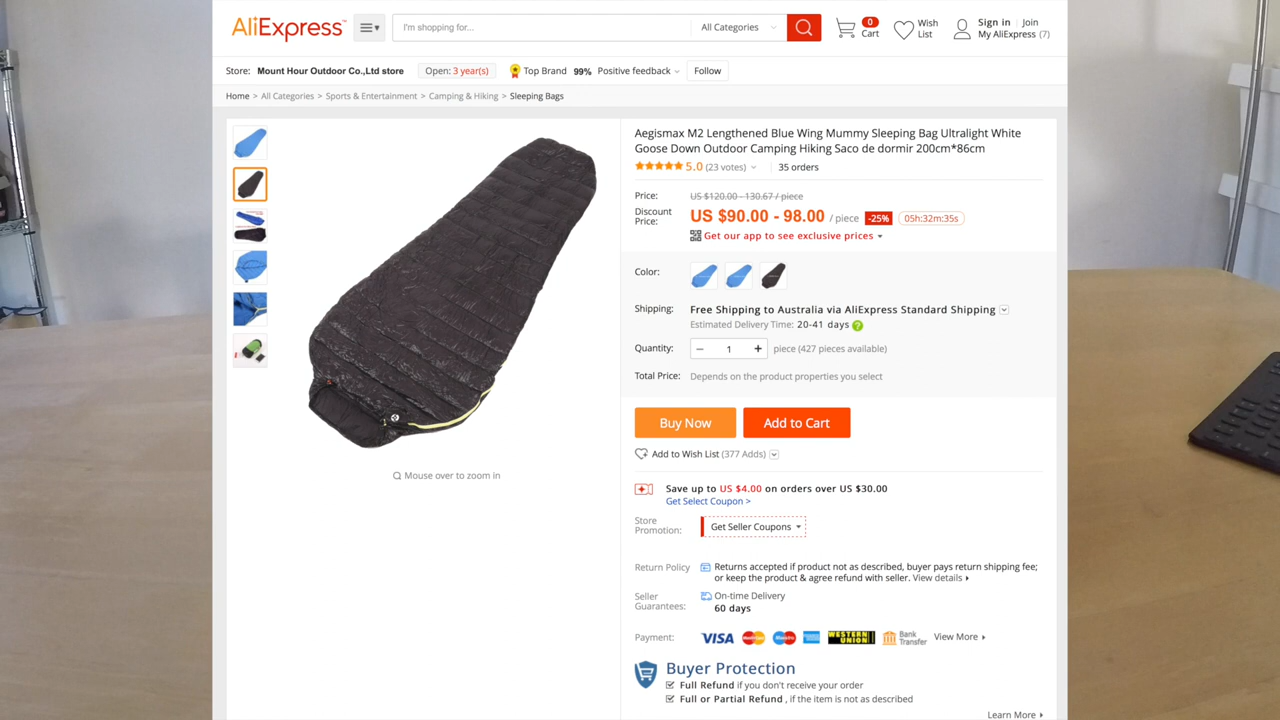 AliExpress™
I'm shopping for...
All Categories
0
Cart
Wish
List
Sign in | Join
My AliExpress (7)
Store: Mount Hour Outdoor Co.,Ltd store
Open: 3 year(s)
Top Brand 99% Positive feedback
Follow
Home > All Categories > Sports & Entertainment > Camping & Hiking > Sleeping Bags
Aegismax M2 Lengthened Blue Wing Mummy Sleeping Bag Ultralight White
Goose Down Outdoor Camping Hiking Saco de dormir 200cm*86cm
5.0 (23 votes)
35 orders
Price: US $120.00 - 130.67 / piece
Discount
Price:
US $90.00 - 98.00 / piece
-25%
05h:32m:35s
Get our app to see exclusive prices
Color:
Shipping: Free Shipping to Australia via AliExpress Standard Shipping
Estimated Delivery Time: 20-41 days ?
Quantity: − 1 + piece (427 pieces available)
Total Price: Depends on the product properties you select
Buy Now
Add to Cart
Add to Wish List (377 Adds)
Mouse over to zoom in
Save up to US $4.00 on orders over US $30.00
Get Select Coupon >
Store
Promotion:
Get Seller Coupons
Return Policy
Returns accepted if product not as described, buyer pays return shipping fee;
or keep the product & agree refund with seller. View details
Seller
Guarantees:
On-time Delivery
60 days
Payment:
VISA
MasterCard
Maestro
WESTERN
UNION
Bank
Transfer
View More
Buyer Protection
Full Refund if you don't receive your order
Full or Partial Refund , if the item is not as described
Learn More